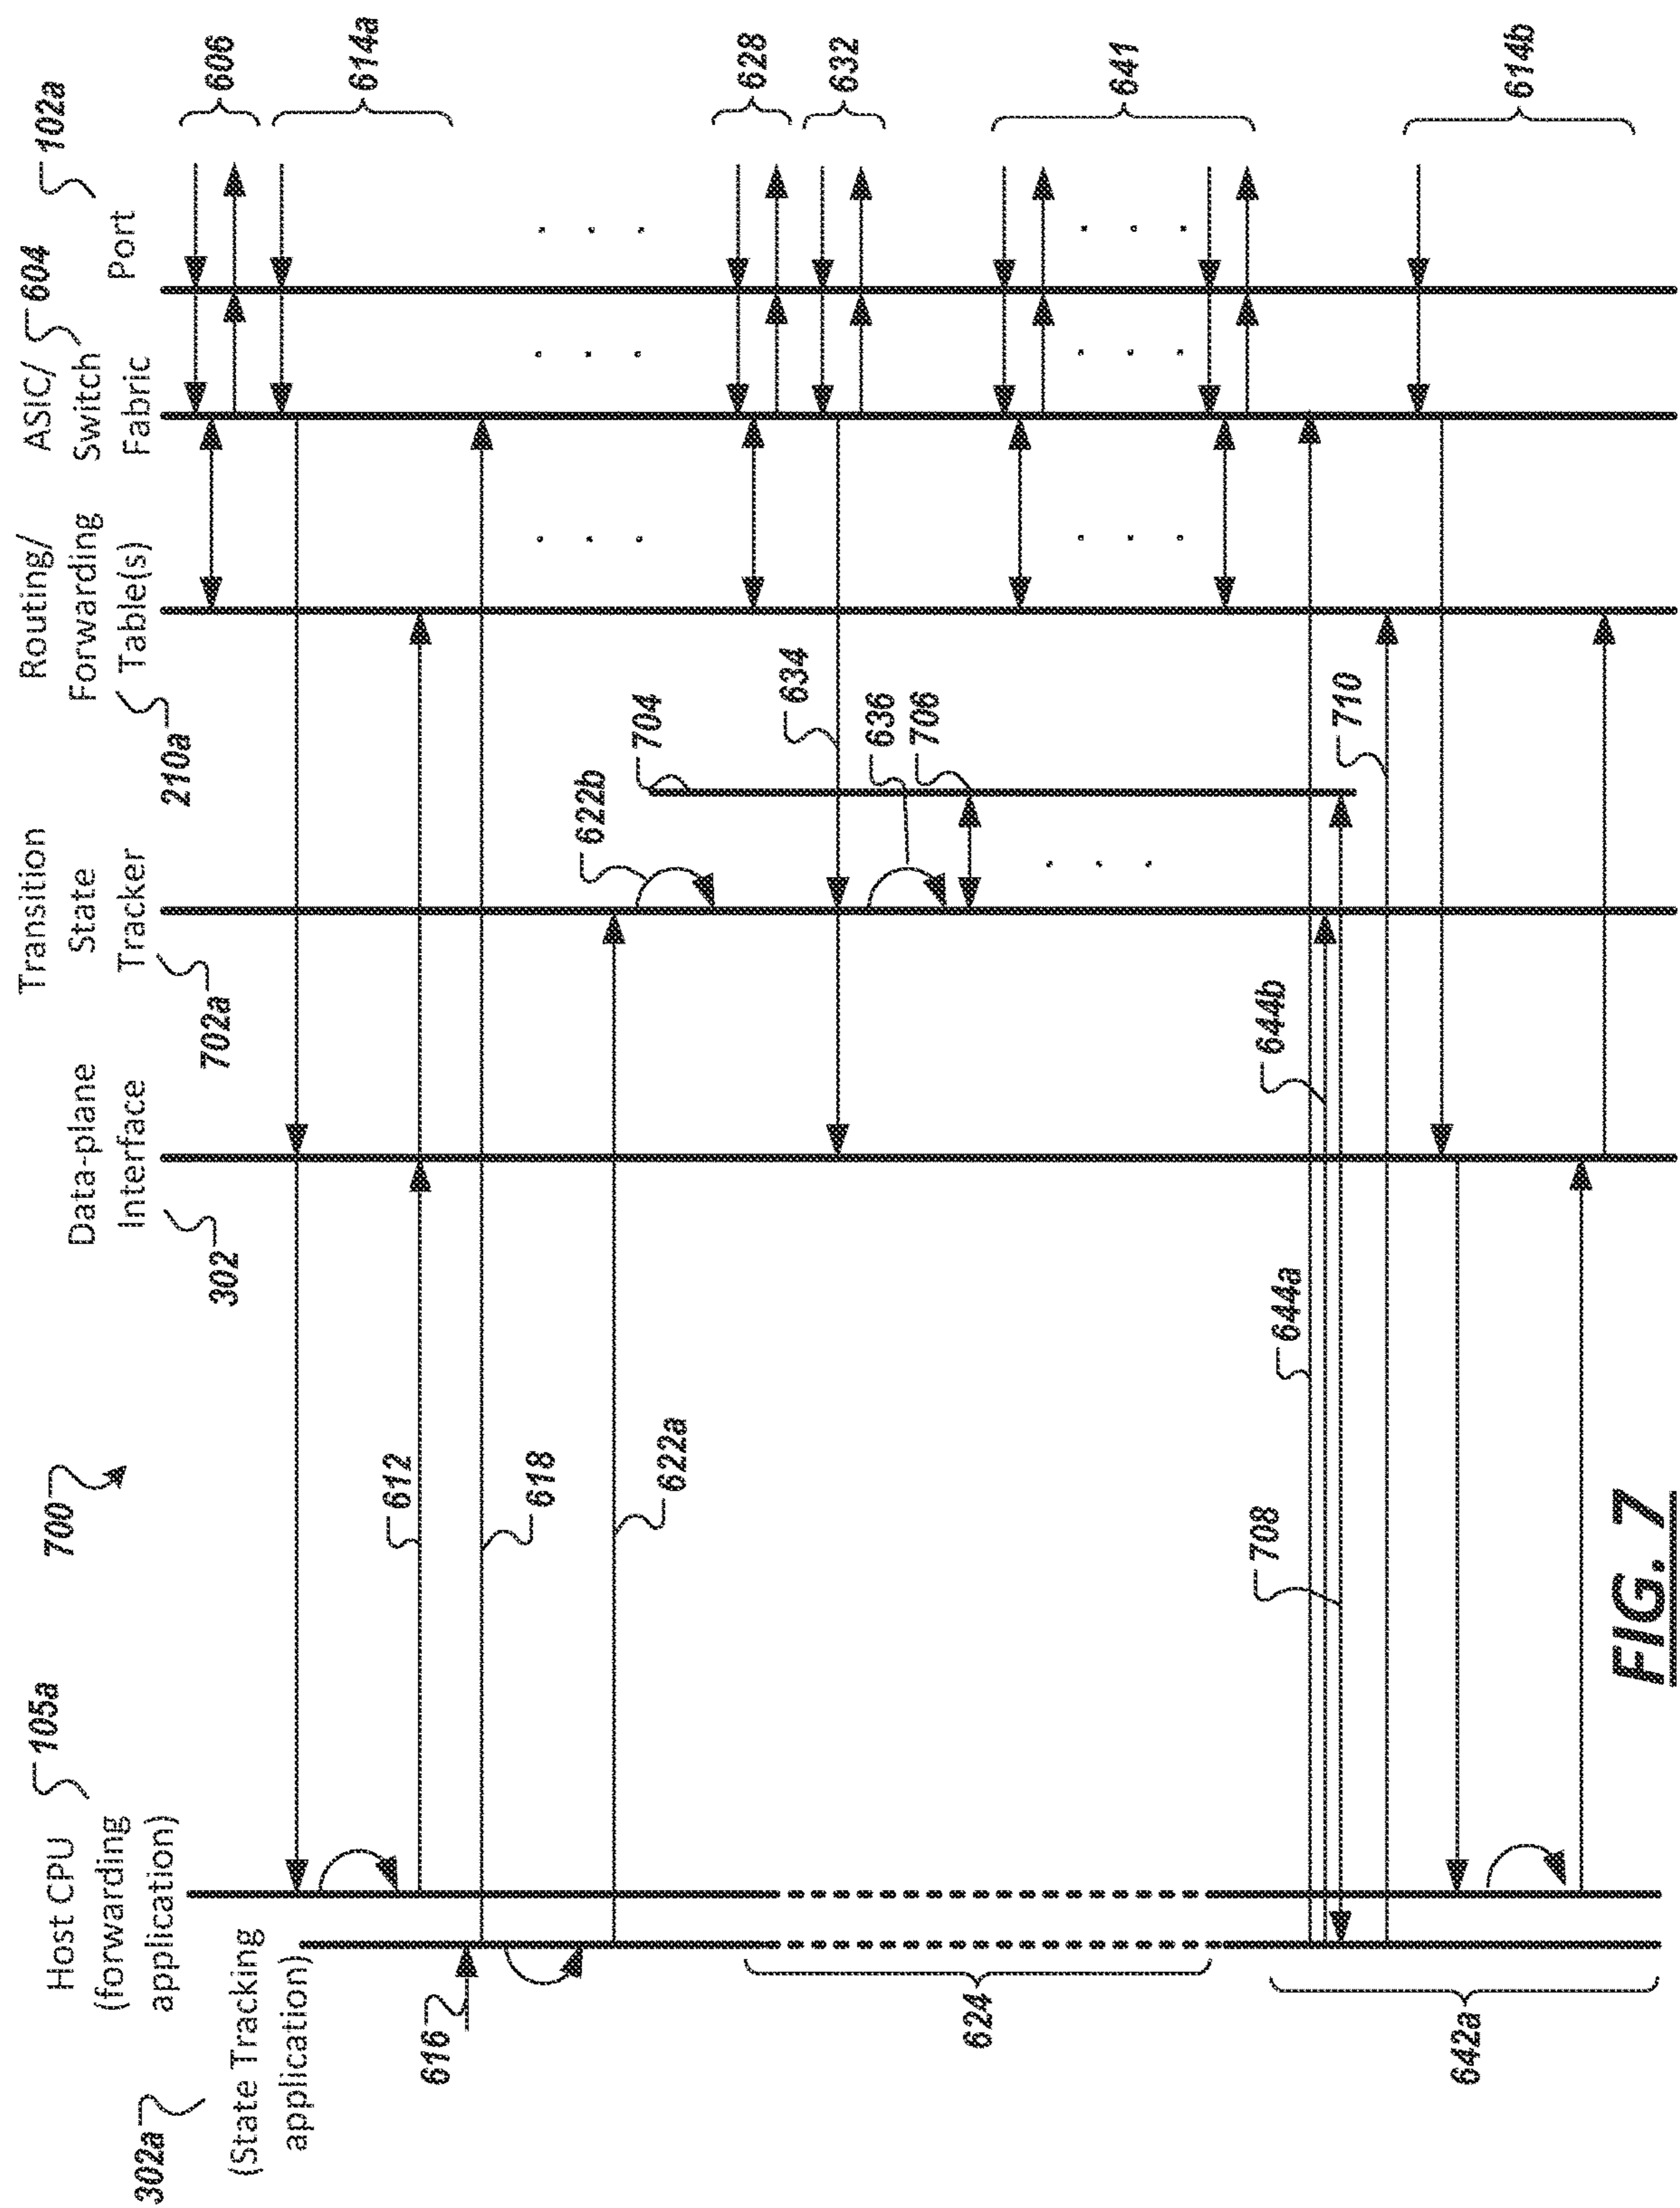 700
302a
(State Tracking
application)
Host CPU
(forwarding
application)
105a
Data-plane
Interface
302
Transition
State
Tracker
702a
Routing/
Forwarding
Table(s)
210a
ASIC/
Switch
Fabric
604
Port
102a
606
614a
612
616
618
622a
622b
704
624
628
632
634
636
706
641
644a
644b
708
710
642a
614b
FIG. 7